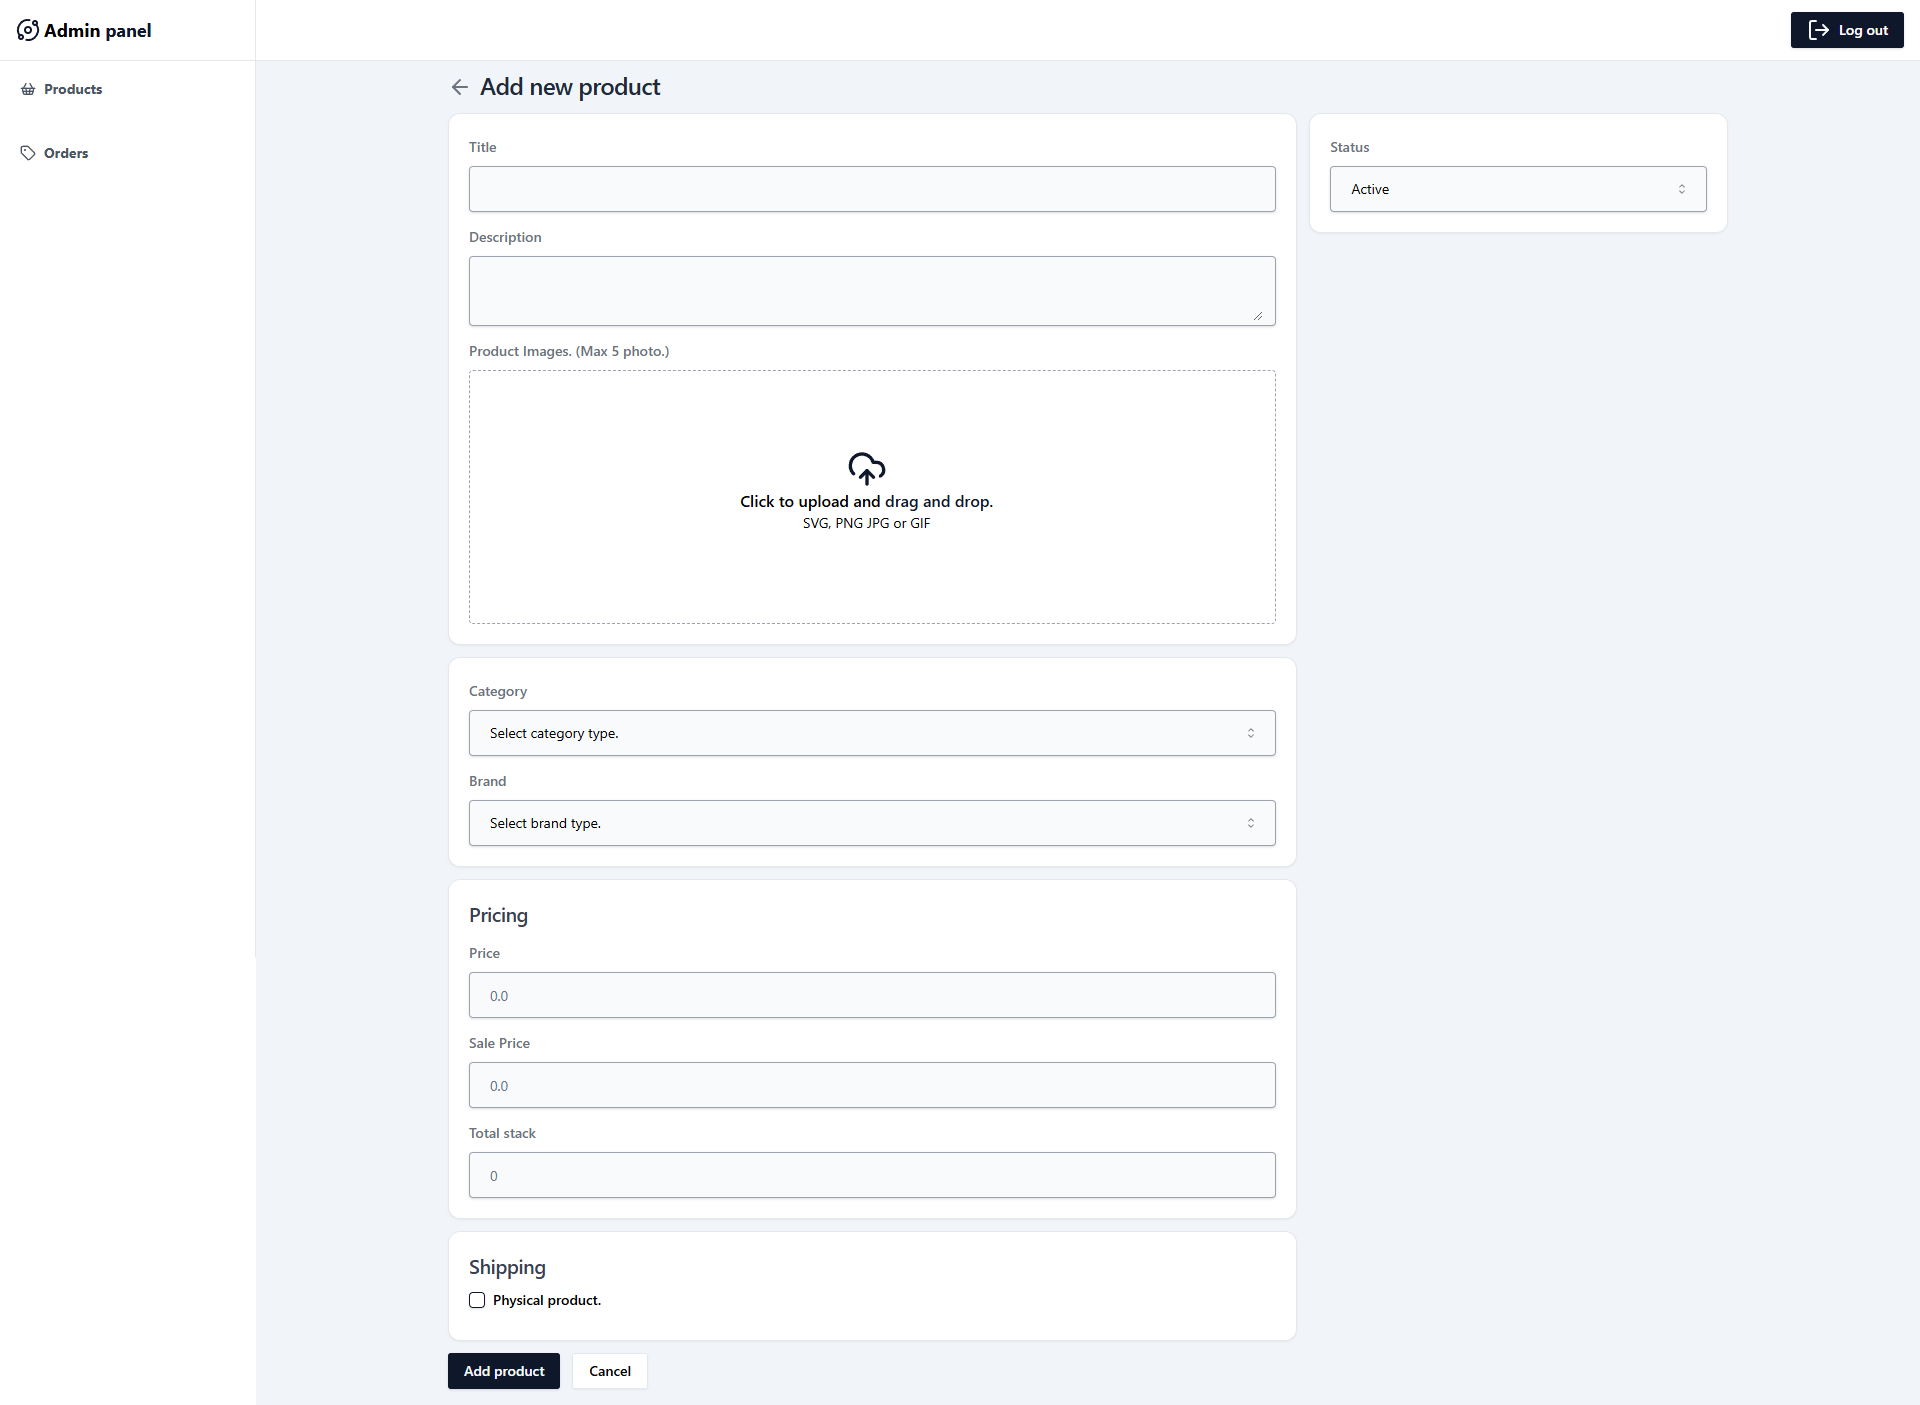 Admin panel
Log out
Products
Orders
Add new product
Title
Description
Product Images. (Max 5 photo.)
Click to upload and drag and drop.
SVG, PNG JPG or GIF
Category
Select category type.
Brand
Select brand type.
Pricing
Price
0.0
Sale Price
0.0
Total stack
0
Shipping
Physical product.
Add product
Cancel
Status
Active